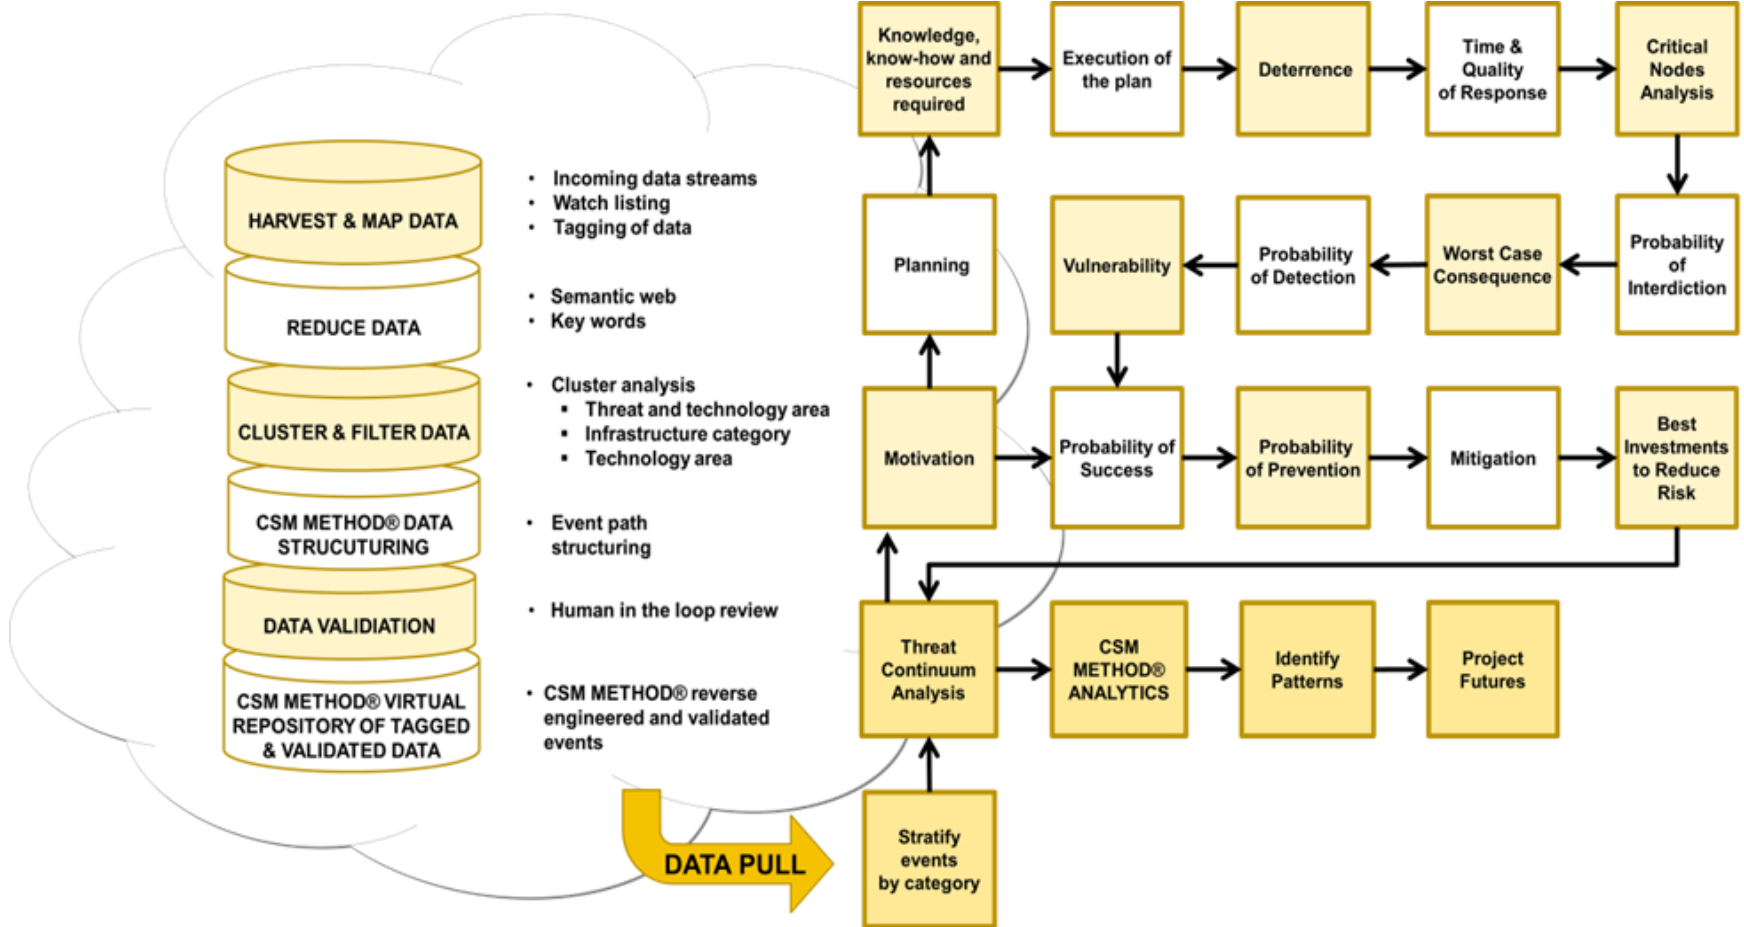 HARVEST & MAP DATA
• Incoming data streams
• Watch listing
• Tagging of data
REDUCE DATA
• Semantic web
• Key words
CLUSTER & FILTER DATA
• Cluster analysis
▪ Threat and technology area
▪ Infrastructure category
▪ Technology area
CSM METHOD® DATA
STRUCUTURING
• Event path
structuring
DATA VALIDIATION
• Human in the loop review
CSM METHOD® VIRTUAL
REPOSITORY OF TAGGED
& VALIDATED DATA
• CSM METHOD® reverse
engineered and validated
events
DATA PULL
Knowledge,
know-how and
resources
required
Execution of
the plan
Deterrence
Time &
Quality
of Response
Critical
Nodes
Analysis
Planning
Vulnerability
Probability
of Detection
Worst Case
Consequence
Probability
of
Interdiction
Motivation
Probability of
Success
Probability
of Prevention
Mitigation
Best
Investments
to Reduce
Risk
Threat
Continuum
Analysis
CSM
METHOD®
ANALYTICS
Identify
Patterns
Project
Futures
Stratify
events
by category